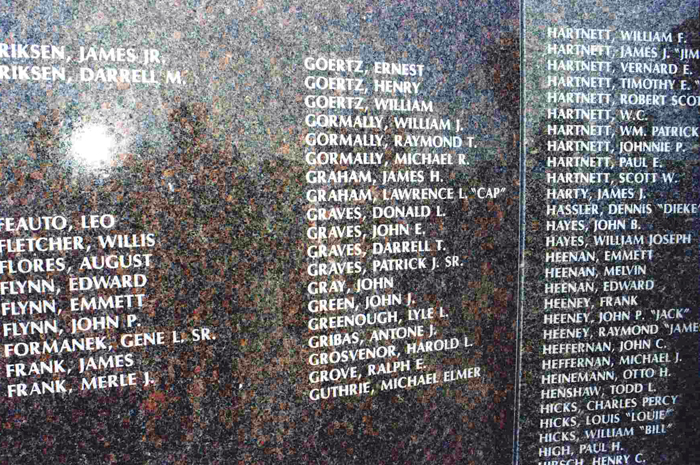 RIKSEN, JAMES JR.
RIKSEN, DARRELL M.
FEAUTO, LEO
FLETCHER, WILLIS
FLORES, AUGUST
FLYNN, EDWARD
FLYNN, EMMETT
FLYNN, JOHN P.
FORMANEK, GENE L. SR.
FRANK, JAMES
FRANK, MERLE J.
GOERTZ, ERNEST
GOERTZ, HENRY
GOERTZ, WILLIAM
GORMALLY, WILLIAM J.
GORMALLY, RAYMOND T.
GORMALLY, MICHAEL R.
GRAHAM, JAMES H.
GRAHAM, LAWRENCE L. "CAP"
GRAVES, DONALD L.
GRAVES, JOHN E.
GRAVES, DARRELL T.
GRAVES, PATRICK J. SR.
GRAY, JOHN
GREEN, JOHN J.
GREENOUGH, LYLE L.
GRIBAS, ANTONE J.
GROSVENOR, HAROLD L.
GROVE, RALPH E.
GUTHRIE, MICHAEL ELMER
HARTNETT, WILLIAM F.
HARTNETT, JAMES J. "JIM
HARTNETT, VERNARD E.
HARTNETT, TIMOTHY E.
HARTNETT, ROBERT SCOT
HARTNETT, W.C.
HARTNETT, WM. PATRICK
HARTNETT, JOHNNIE P.
HARTNETT, PAUL E.
HARTNETT, SCOTT W.
HARTY, JAMES J.
HASSLER, DENNIS "DIEKE"
HAYES, JOHN B.
HAYES, WILLIAM JOSEPH
HEENAN, EMMETT
HEENAN, MELVIN
HEENAN, EDWARD
HEENEY, FRANK
HEENEY, JOHN P. "JACK"
HEENEY, RAYMOND "JAME
HEFFERNAN, JOHN C.
HEFFERNAN, MICHAEL J.
HEINEMANN, OTTO H.
HENSHAW, TODD L.
HICKS, CHARLES PERCY
HICKS, LOUIS "LOUIE"
HICKS, WILLIAM "BILL"
HIGH, PAUL H.
HIRSCH, HENRY C.